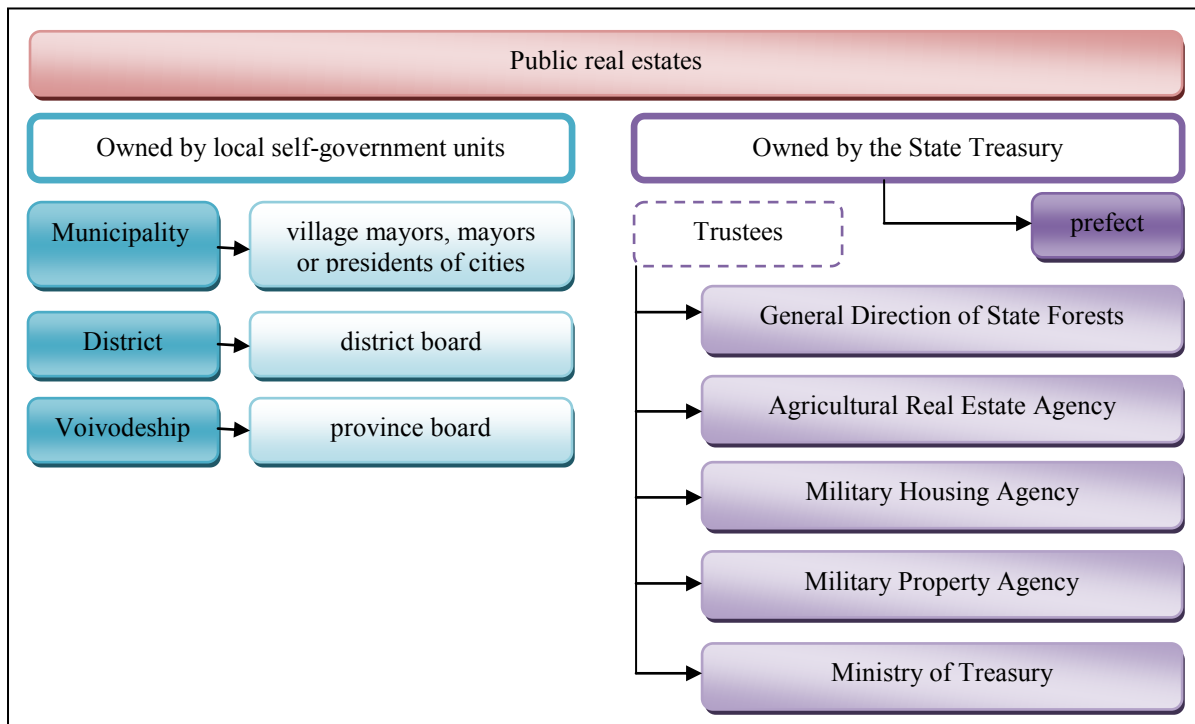 Public real estates
Owned by local self-government units
Municipality
village mayors, mayors
or presidents of cities
District
district board
Voivodeship
province board
Owned by the State Treasury
prefect
Trustees
General Direction of State Forests
Agricultural Real Estate Agency
Military Housing Agency
Military Property Agency
Ministry of Treasury